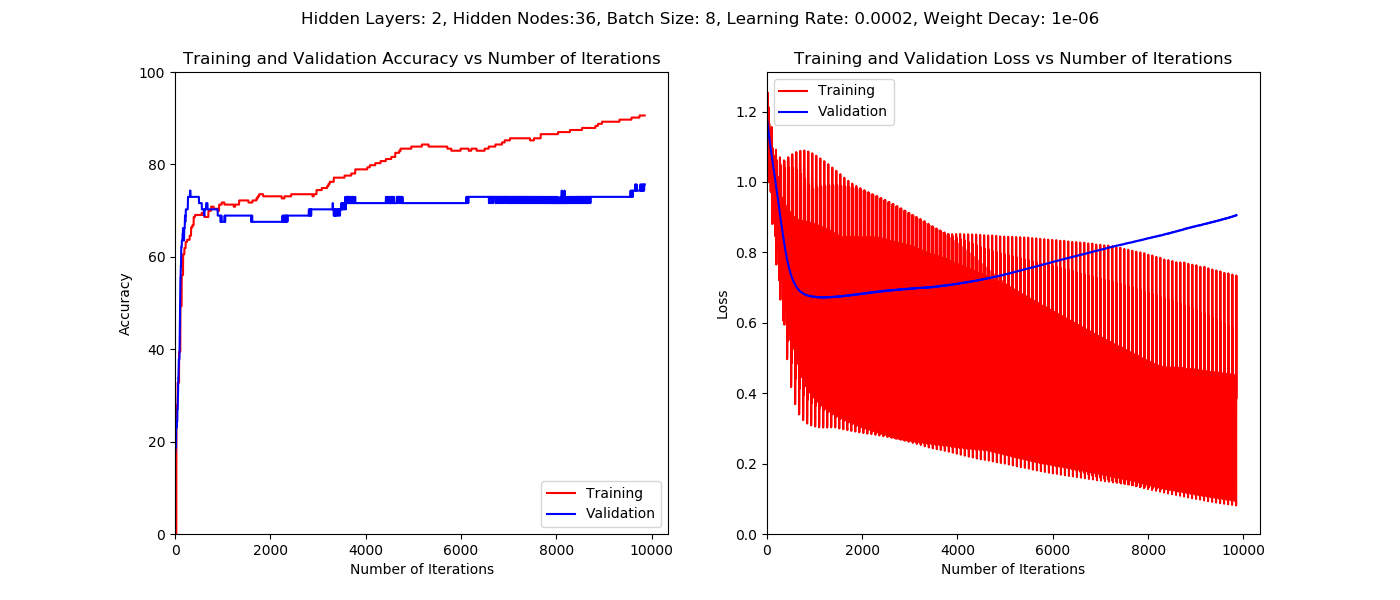 Hidden Layers: 2, Hidden Nodes:36, Batch Size: 8, Learning Rate: 0.0002, Weight Decay: 1e-06
Training and Validation Accuracy vs Number of Iterations
100
80
60
40
20
0
Accuracy
0 2000 4000 6000 8000 10000
Number of Iterations
Training
Validation
Training and Validation Loss vs Number of Iterations
Training
Validation
1.2
1.0
0.8
0.6
0.4
0.2
0.0
Loss
0 2000 4000 6000 8000 10000
Number of Iterations